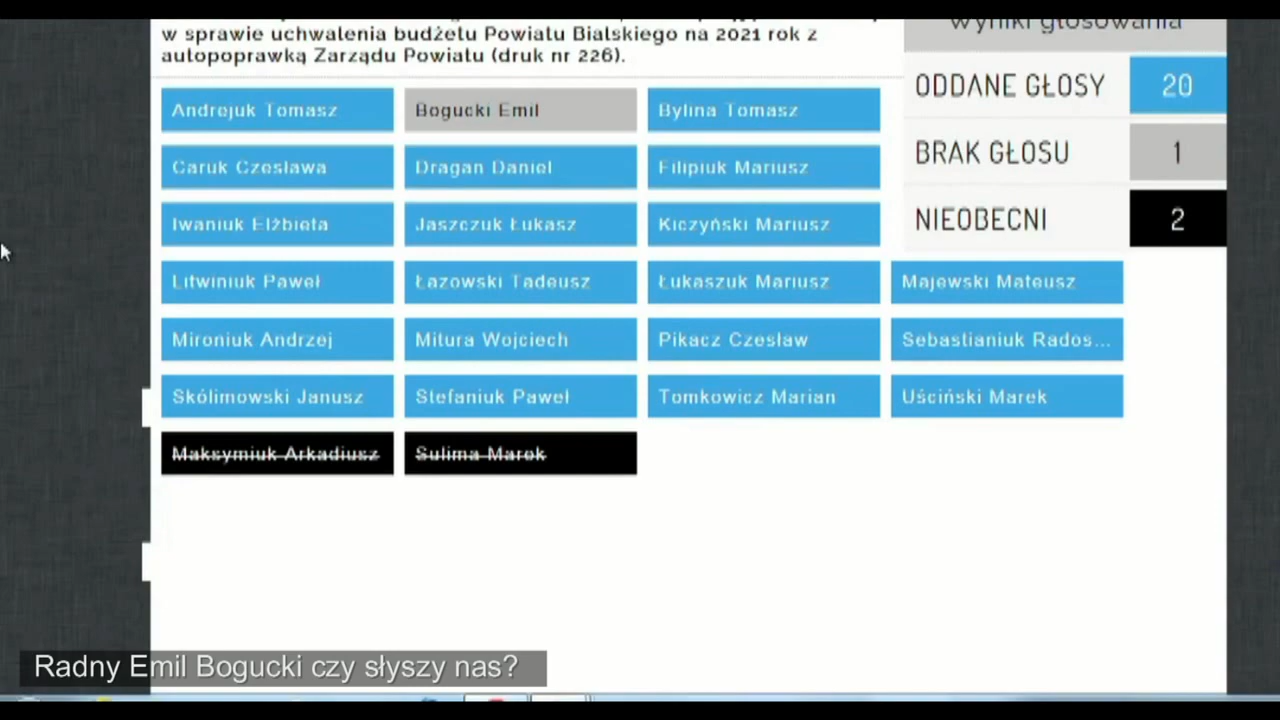 w sprawie uchwalenia budżetu Powiatu Bialskiego na 2021 rok z
autopoprawką Zarządu Powiatu (druk nr 226).
Wyniki głosowania
ODDANE GŁOSY 20
BRAK GŁOSU 1
NIEOBECNI 2
Andrejuk Tomasz Bogucki Emil Bylina Tomasz
Caruk Czesława Dragan Daniel Filipiuk Mariusz
Iwaniuk Elżbieta Jaszczuk Łukasz Kiczyński Mariusz
Litwiniuk Paweł Łazowski Tadeusz Łukaszuk Mariusz Majewski Mateusz
Mironiuk Andrzej Mitura Wojciech Pikacz Czesław Sebastianiuk Rados...
Skólimowski Janusz Stefaniuk Paweł Tomkowicz Marian Uściński Marek
Maksymiuk Arkadiusz Sulima Marek
Radny Emil Bogucki czy słyszy nas?